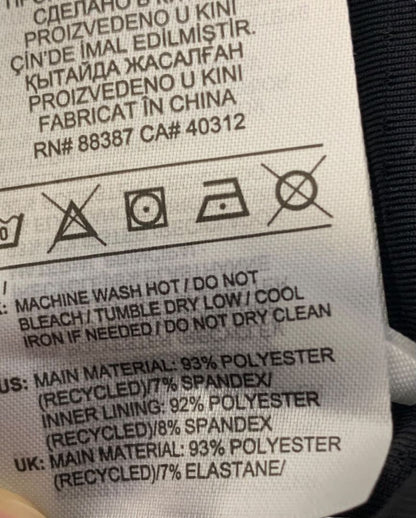 СДЕЛАНО В К
PROIZVEDENO U KINI
ÇİN'DE İMAL EDİLMİŞTİR.
ҚЫТАЙДА ЖАСАЛҒАН
PROIZVEDENO U KINI
FABRICAT ÎN CHINA
RN# 88387 CA# 40312
MACHINE WASH HOT / DO NOT
BLEACH / TUMBLE DRY LOW / COOL
IRON IF NEEDED / DO NOT DRY CLEAN
US: MAIN MATERIAL: 93% POLYESTER
(RECYCLED)/7% SPANDEX/
INNER LINING: 92% POLYESTER
(RECYCLED)/8% SPANDEX
UK: MAIN MATERIAL: 93% POLYESTER
(RECYCLED)/7% ELASTANE/